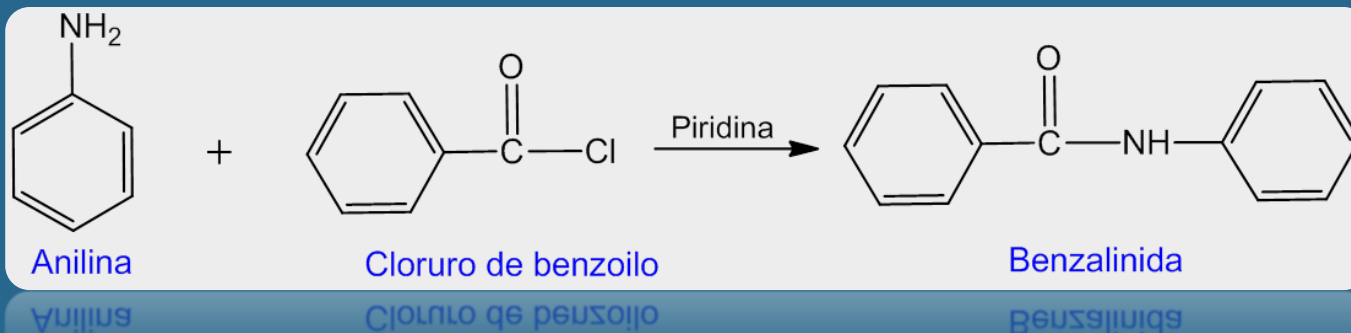 NH₂
+
O
C
Cl
Piridina
O
C
NH
Anilina
Cloruro de benzoilo
Benzalinida